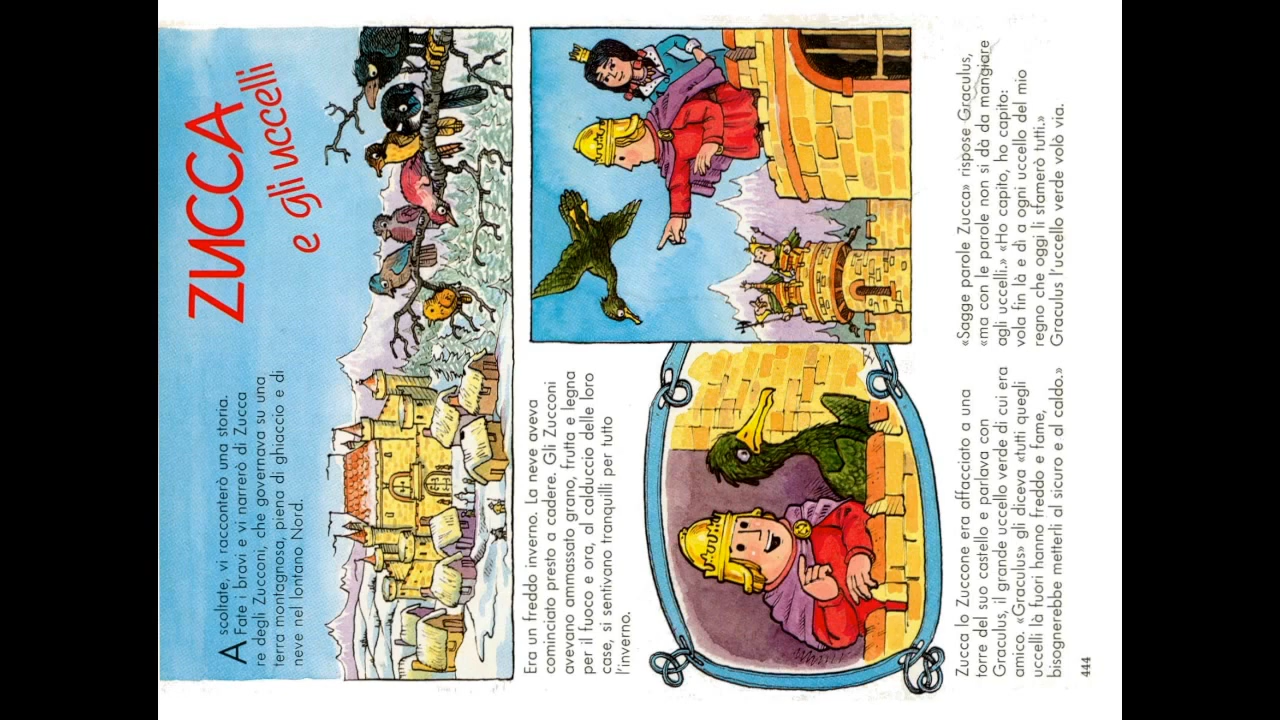 ZUCCA
e gli uccelli
Ascoltate, vi racconterò una storia.
Fate i bravi e vi narrerò di Zucca
re degli Zucconi, che governava su una
terra montagnosa, piena di ghiaccio e di
neve nel lontano Nord.
Era un freddo inverno. La neve aveva
cominciato presto a cadere. Gli Zucconi
avevano ammassato grano, frutta e legna
per il fuoco e ora, al calduccio delle loro
case, si sentivano tranquilli per tutto
l'inverno.
Zucca lo Zuccone era affacciato a una
torre del suo castello e parlava con
Graculus, il grande uccello verde di cui era
amico. «Graculus» gli diceva «tutti quegli
uccelli là fuori hanno freddo e fame,
bisognerebbe metterli al sicuro e al caldo.»
«Sagge parole Zucca» rispose Graculus,
«ma con le parole non si dà da mangiare
agli uccelli.» «Ho capito, ho capito:
vola fin là e dì a ogni uccello del mio
regno che oggi li sfamerò tutti.»
Graculus l'uccello verde volò via.
444